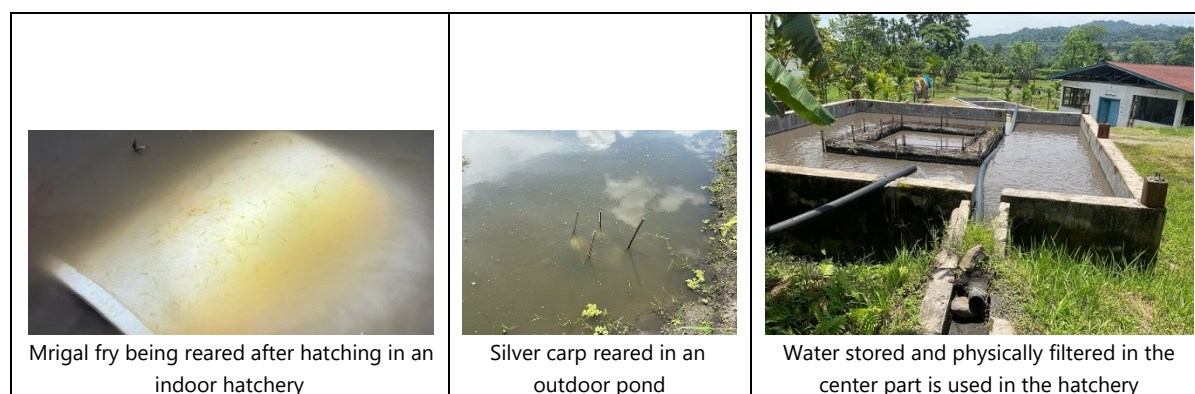 Mrigal fry being reared after hatching in an
indoor hatchery
Silver carp reared in an
outdoor pond
Water stored and physically filtered in the
center part is used in the hatchery